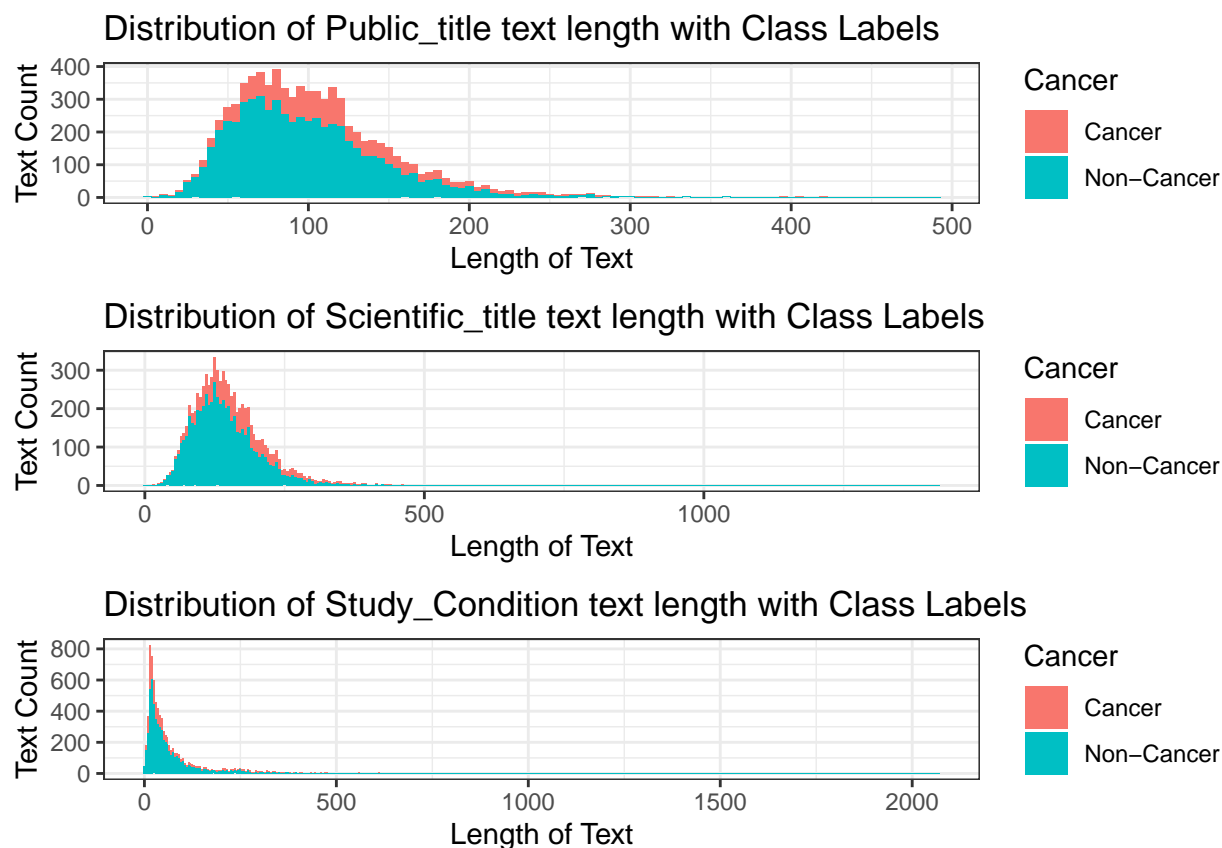 Distribution of Public_title text length with Class Labels
400
300
200
100
0
Text Count
0 100 200 300 400 500
Length of Text
Cancer
Cancer
Non−Cancer
Distribution of Scientific_title text length with Class Labels
300
200
100
0
Text Count
0 500 1000
Length of Text
Cancer
Cancer
Non−Cancer
Distribution of Study_Condition text length with Class Labels
800
600
400
200
0
Text Count
0 500 1000 1500 2000
Length of Text
Cancer
Cancer
Non−Cancer